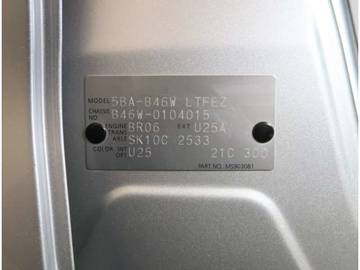 MODEL 5BA-B46W LTFEZ
CHASSIS NO B46W-0104015
ENGINE BR06 EXT U25A
TRANS AXLE SK10C 2533
COLOR INT OPT U25 21C 300
PART NO. MS903081